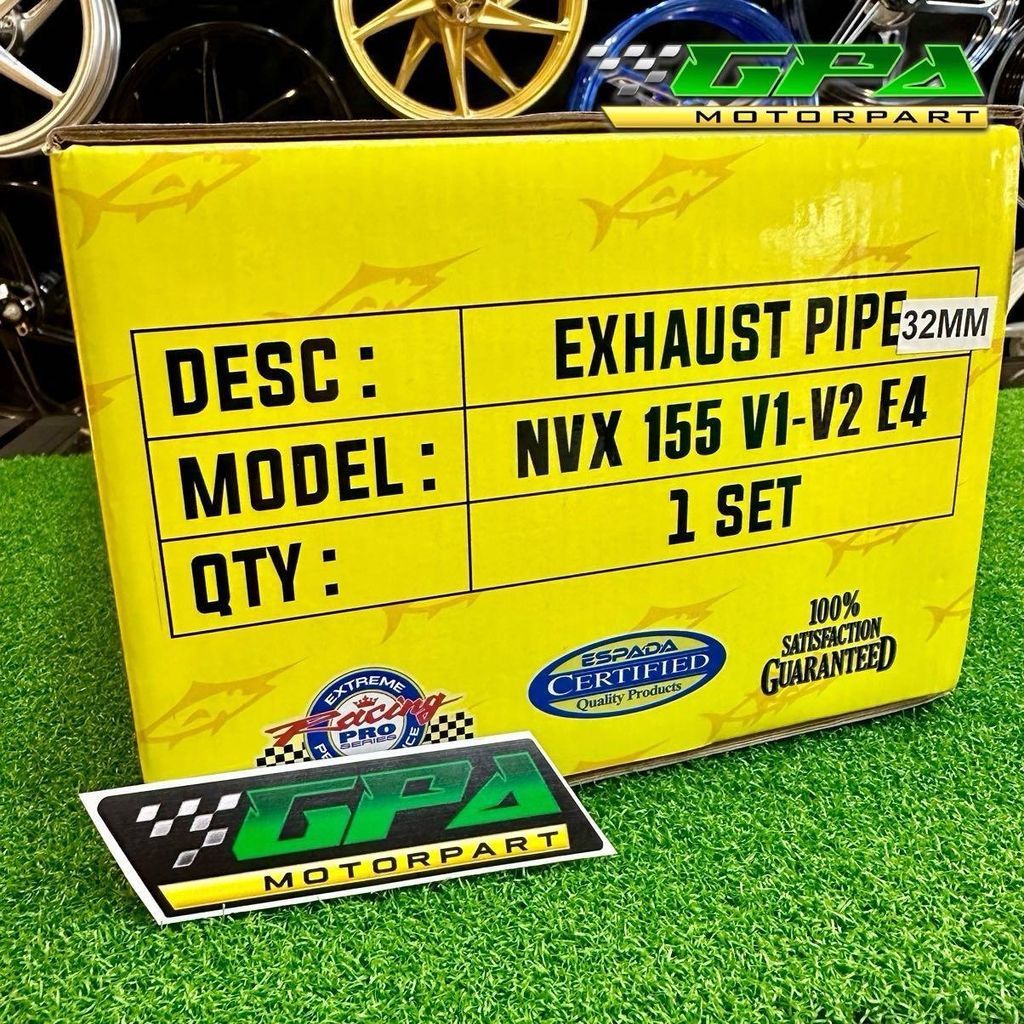 GPA
MOTORPART
DESC : EXHAUST PIPE 32MM
MODEL : NVX 155 V1-V2 E4
QTY : 1 SET
100%
SATISFACTION
GUARANTEED
ESPADA
CERTIFIED
Quality Products
EXTREME
Racing
PRO
SERIES
GPA
MOTORPART